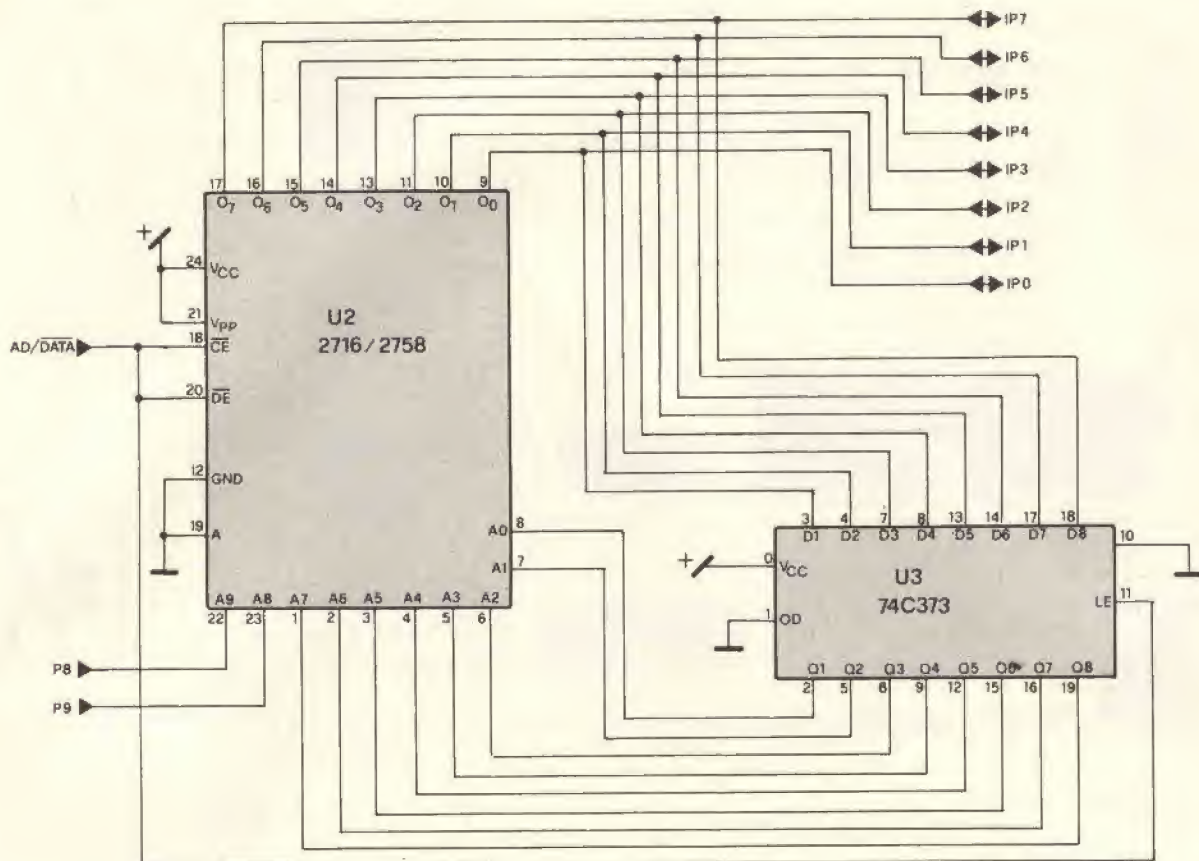 IP7
IP6
IP5
IP4
IP3
IP2
IP1
IP0
17 16 15 14 13 11 10 9
O7 O6 O5 O4 O3 O2 O1 O0
+
24 VCC
21 Vpp
AD/DATA 18 CE
20 DE
U2
2716/2758
12 GND
19 A
A0 8
A1 7
A9 A8 A7 A6 A5 A4 A3 A2
22 23 1 2 3 4 5 6
P8
P9
3 4 7 8 13 14 17 18
D1 D2 D3 D4 D5 D6 D7 D8
10
+
0 VCC
U3
74C373
1 OD
LE 11
Q1 Q2 Q3 Q4 Q5 Q6 Q7 Q8
2 5 6 9 12 15 16 19